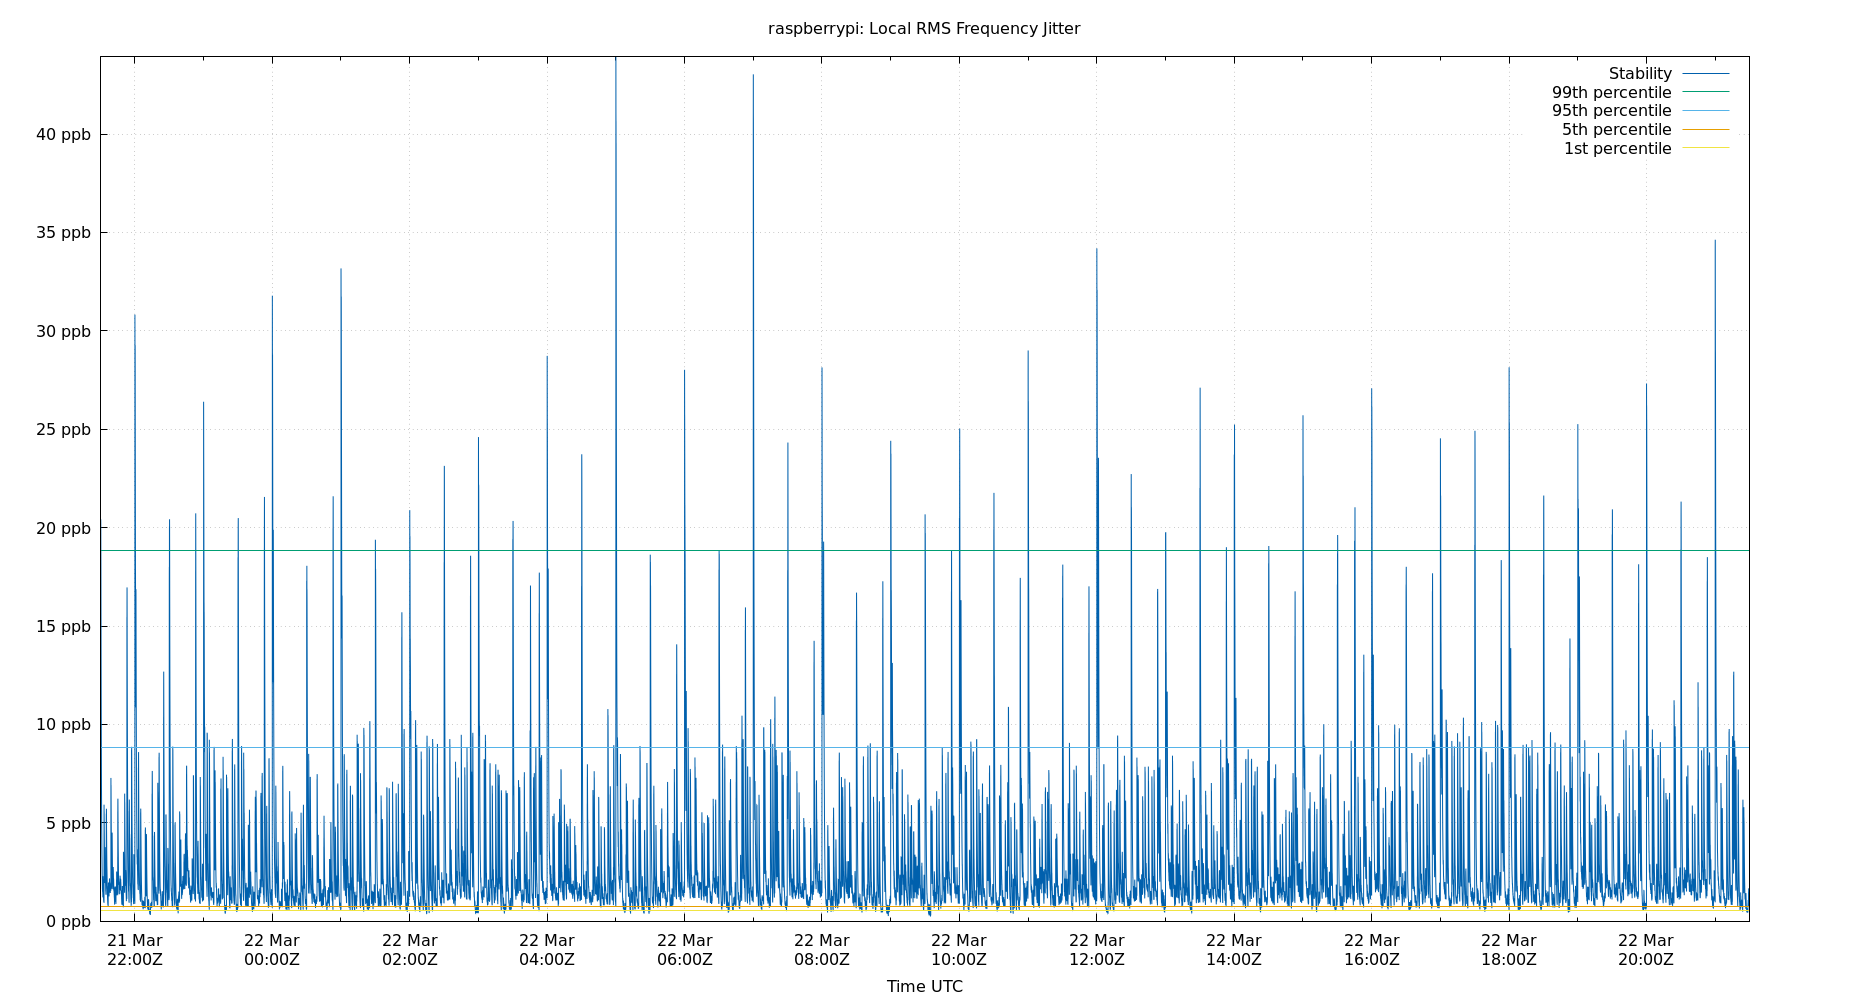 raspberrypi: Local RMS Frequency Jitter
Stability
99th percentile
95th percentile
5th percentile
1st percentile
40 ppb
35 ppb
30 ppb
25 ppb
20 ppb
15 ppb
10 ppb
5 ppb
0 ppb
21 Mar 22 Mar 22 Mar 22 Mar 22 Mar 22 Mar 22 Mar 22 Mar 22 Mar 22 Mar 22 Mar 22 Mar
22:00Z 00:00Z 02:00Z 04:00Z 06:00Z 08:00Z 10:00Z 12:00Z 14:00Z 16:00Z 18:00Z 20:00Z
Time UTC